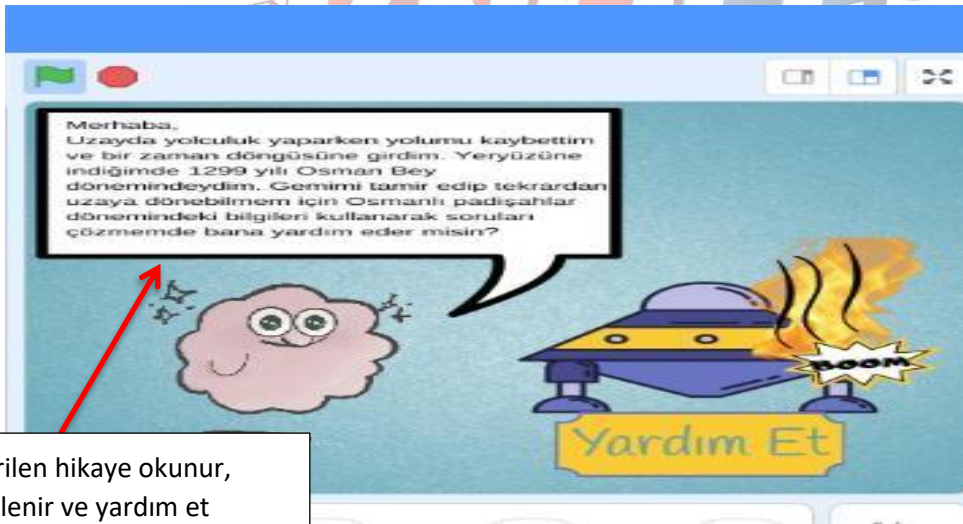 Merhaba,
Uzayda yolculuk yaparken yolumu kaybettim
ve bir zaman döngüsüne girdim. Yeryüzüne
indiğimde 1299 yılı Osman Bey
dönemindeydim. Gemimi tamir edip tekrardan
uzaya dönebilmem için Osmanlı padişahlar
dönemindeki bilgileri kullanarak soruları
çözmemde bana yardım eder misin?
BOOM
Yardım Et
rilen hikaye okunur,
lenir ve yardım et